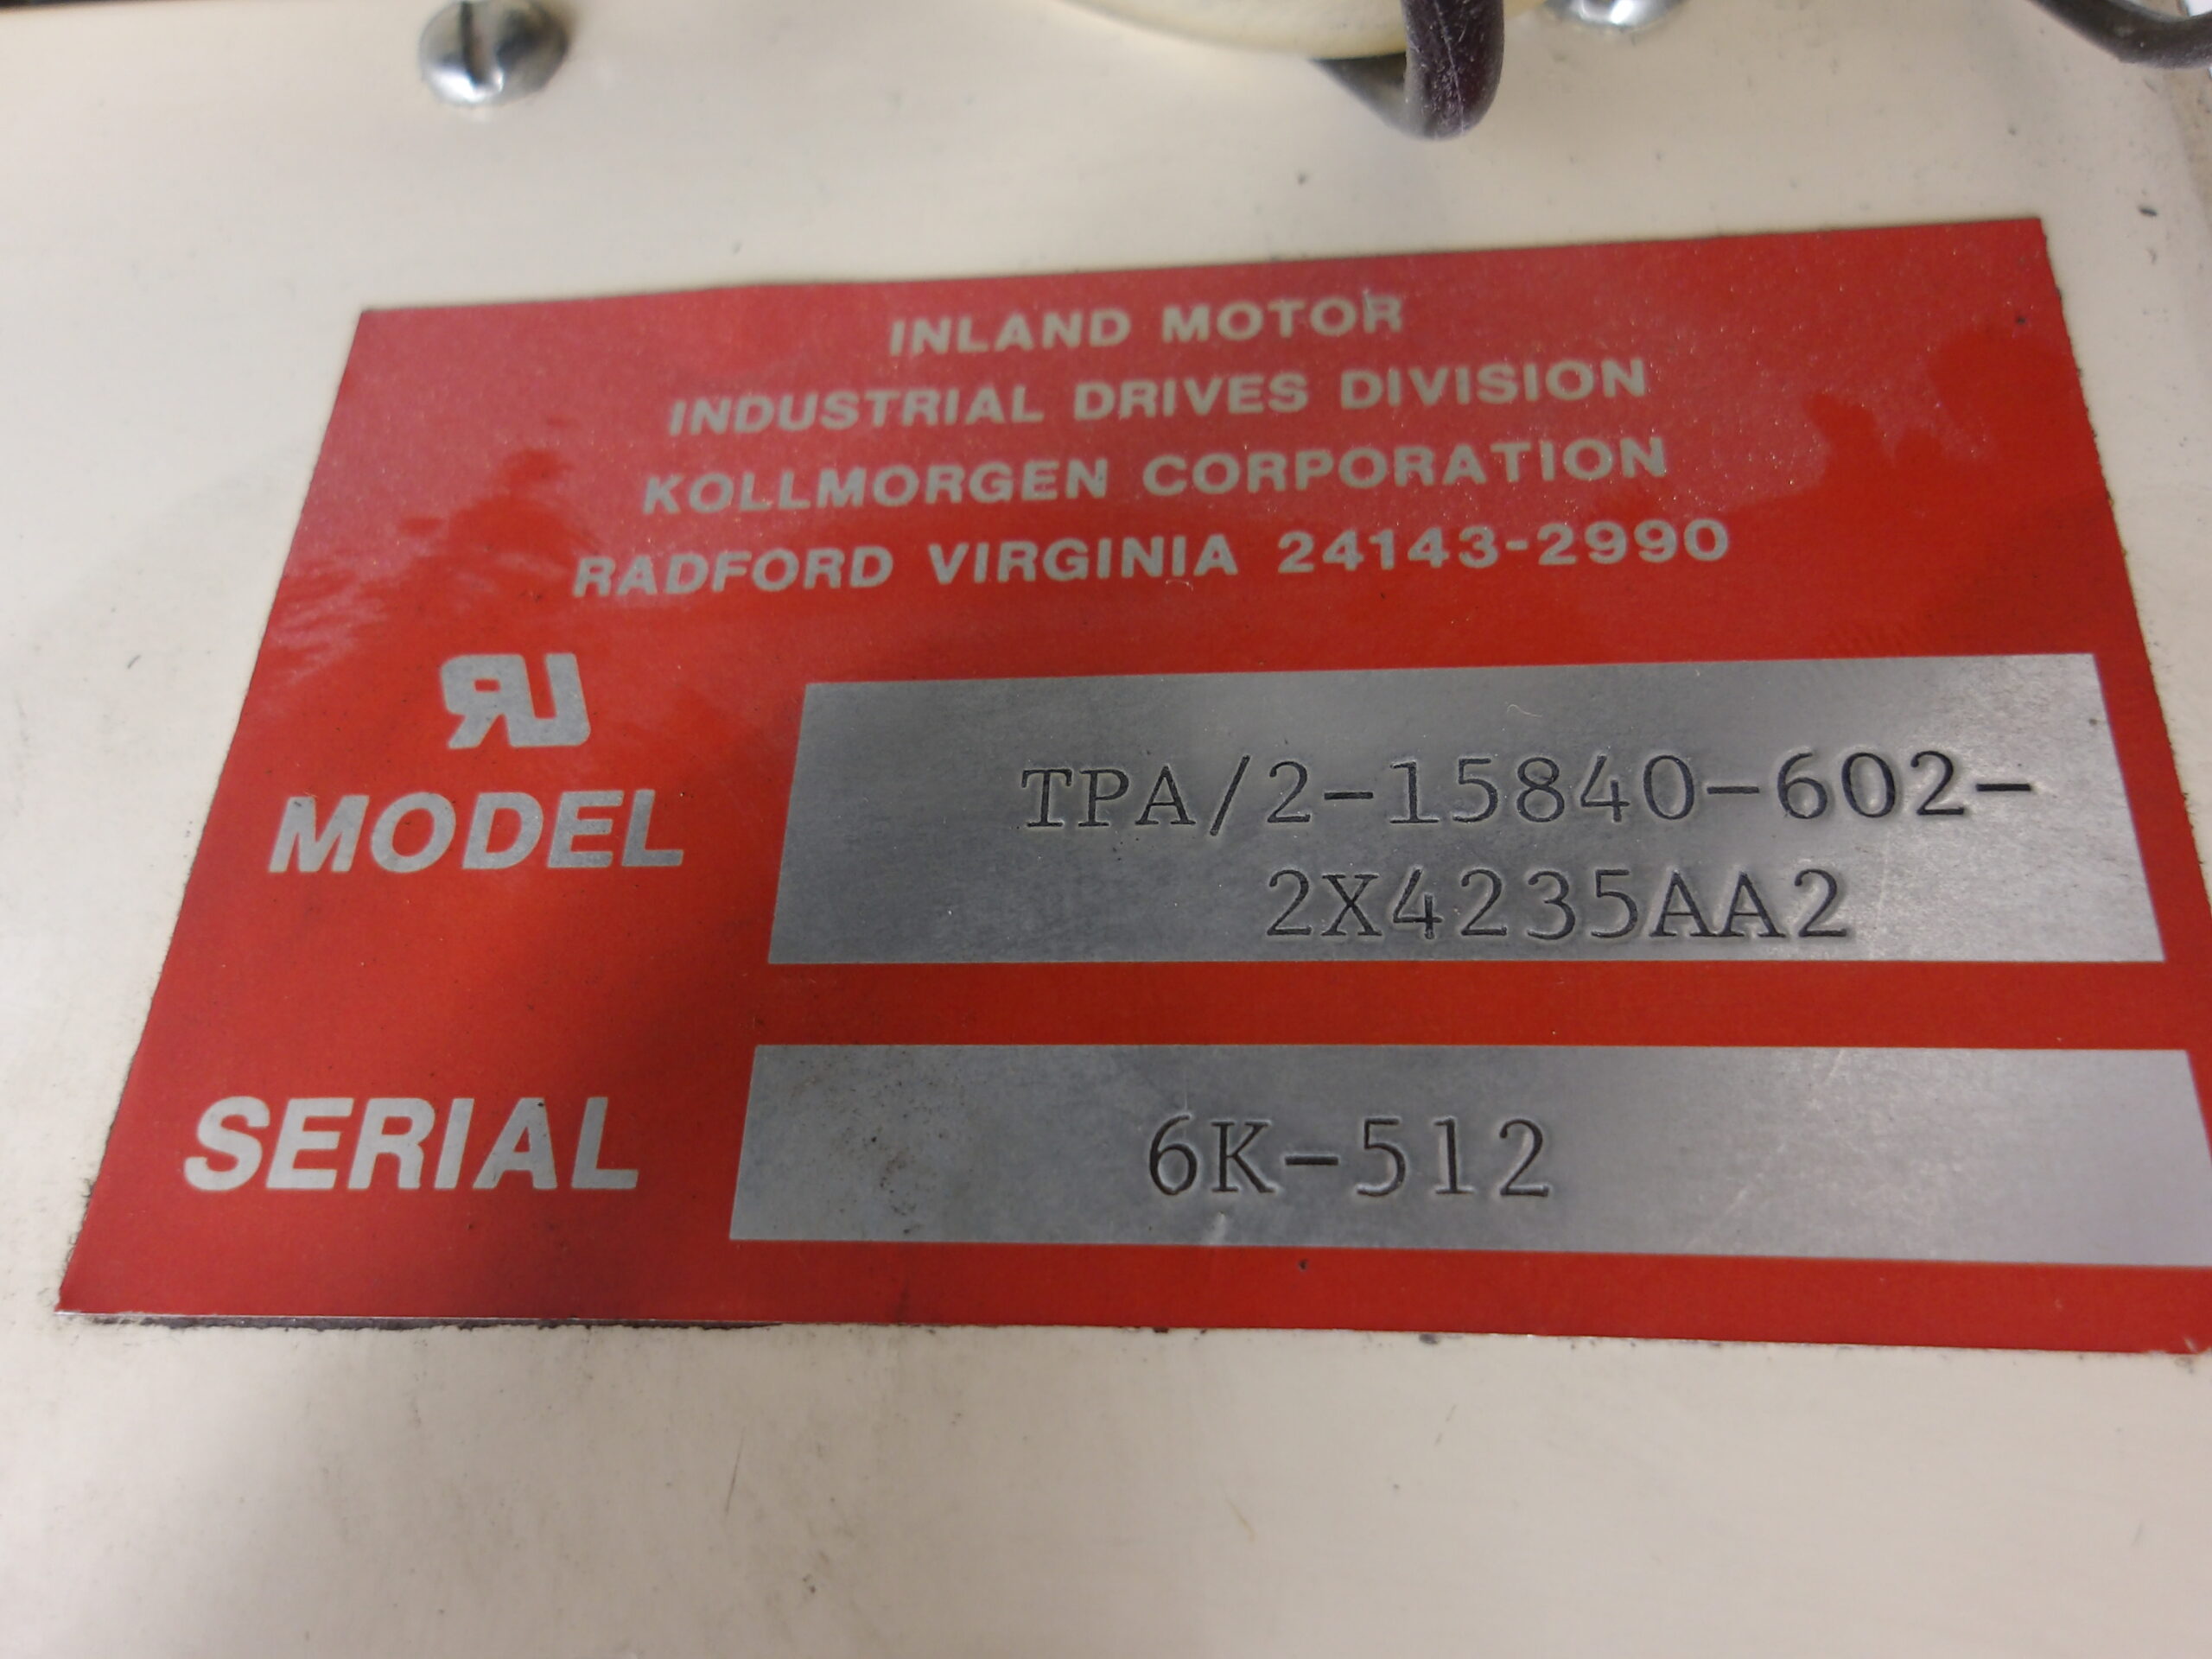 INLAND MOTOR
INDUSTRIAL DRIVES DIVISION
KOLLMORGEN CORPORATION
RADFORD VIRGINIA 24143-2990
RU
MODEL TPA/2-15840-602-
2X4235AA2
SERIAL 6K-512